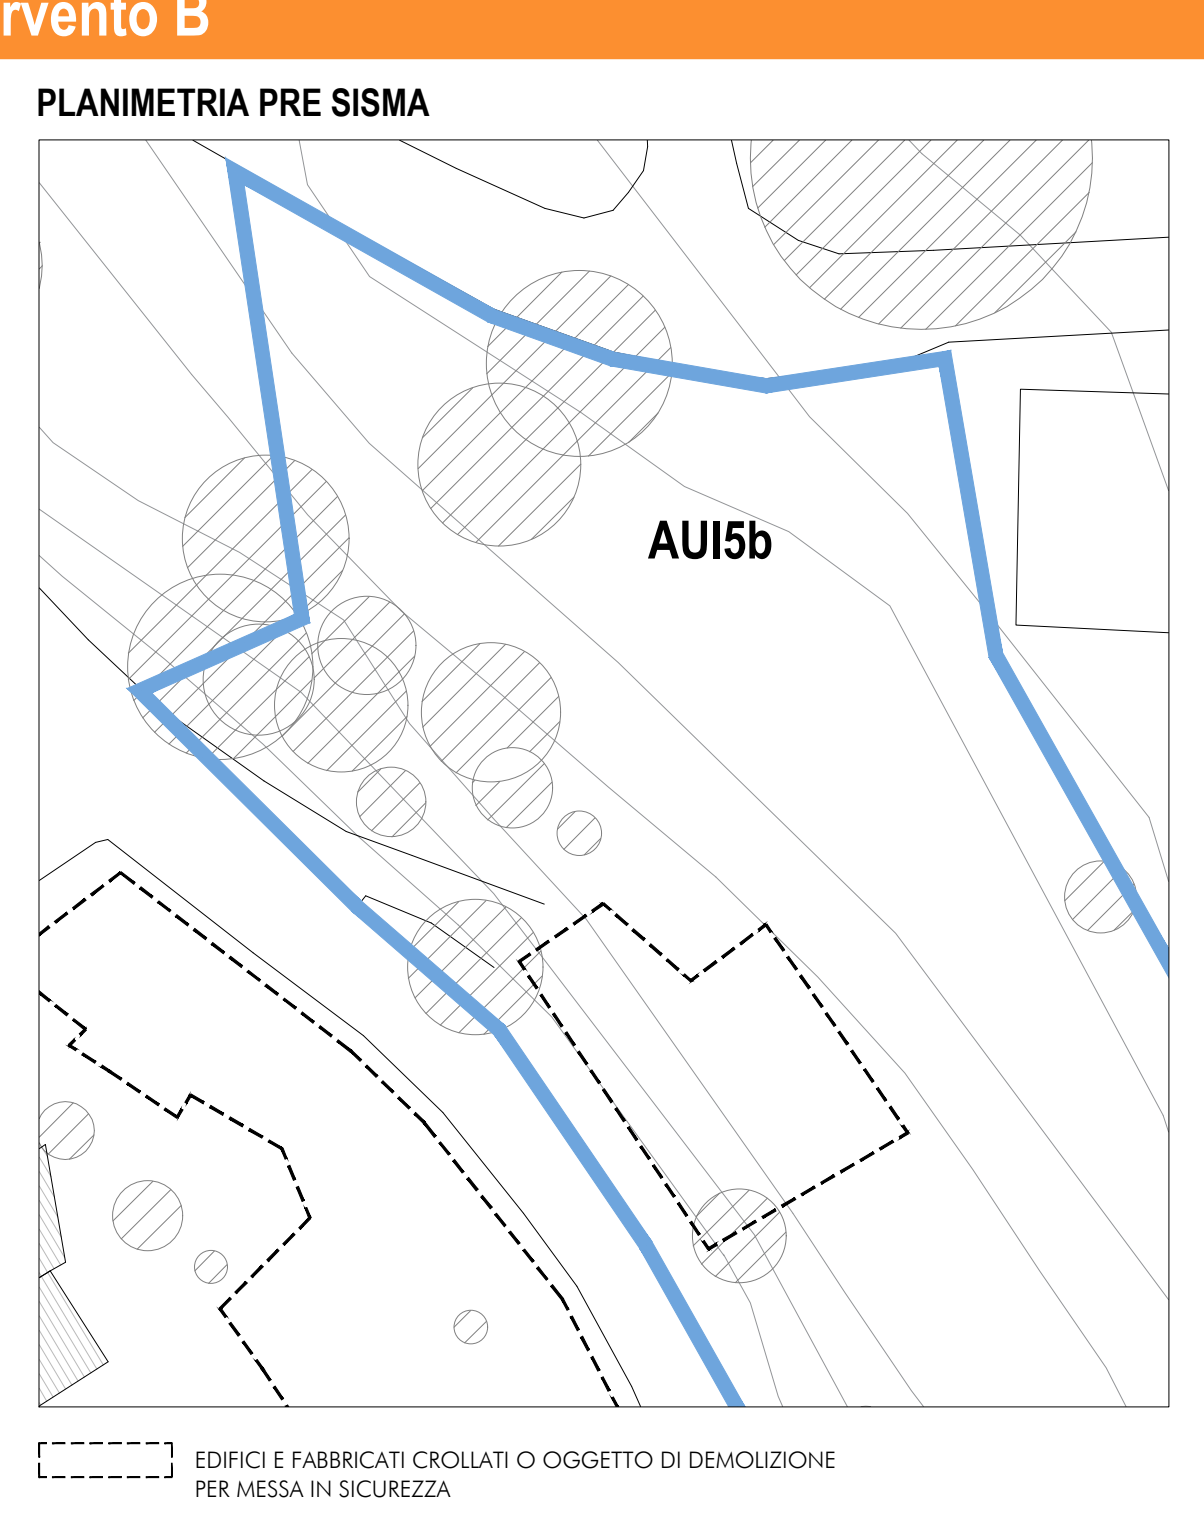 rvento B
PLANIMETRIA PRE SISMA
AUI5b
EDIFICI E FABBRICATI CROLLATI O OGGETTO DI DEMOLIZIONE
PER MESSA IN SICUREZZA